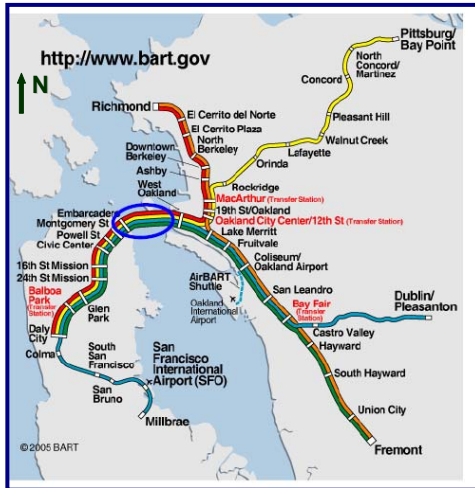 http://www.bart.gov
N
Pittsburg/
Bay Point
North
Concord/
Martinez
Concord
Pleasant Hill
Walnut Creek
Lafayette
Orinda
Rockridge
Richmond
El Cerrito del Norte
El Cerrito Plaza
North
Berkeley
Downtown
Berkeley
Ashby
West
Oakland
MacArthur (Transfer Station)
19th St/Oakland
Oakland City Center/12th St (Transfer Station)
Embarcadero
Montgomery St
Powell St
Civic Center
16th St Mission
24th St Mission
Balboa
Park
(Transfer
Station)
Glen
Park
Daly
City
Colma
South
San
Francisco
San
Bruno
San
Francisco
International
Airport (SFO)
Millbrae
Lake Merritt
Fruitvale
Coliseum/
Oakland Airport
AirBART
Shuttle
Oakland
International
Airport
San Leandro
Bay Fair
(Transfer
Station)
Dublin/
Pleasanton
Castro Valley
Hayward
South Hayward
Union City
Fremont
© 2005 BART